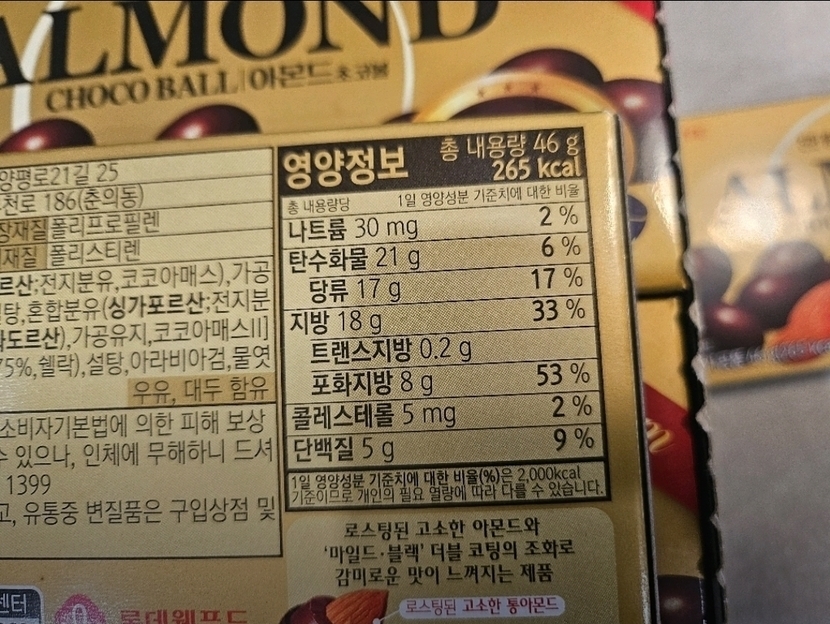 ALMOND
CHOCO BALL 아몬드초코볼
양평로21길 25
천로 186(춘의동)
장재질 폴리프로필렌
재질 폴리스티렌
르산;전지분유,코코아매스),가공
탕,혼합분유(싱가포르산;전지분
도르산),가공유지,코코아매스II]
75%,쉘락),설탕,아라비아검,물엿
우유, 대두 함유
소비자기본법에 의한 피해 보상
수 있으나, 인체에 무해하니 드셔
1399
고, 유통중 변질품은 구입상점 및
센터
롯데웰푸드
영양정보 총 내용량 46 g
265 kcal
총 내용량당 1일 영양성분 기준치에 대한 비율
나트륨 30 mg 2 %
탄수화물 21 g 6 %
당류 17 g 17 %
지방 18 g 33 %
트랜스지방 0.2 g
포화지방 8 g 53 %
콜레스테롤 5 mg 2 %
단백질 5 g 9 %
1일 영양성분 기준치에 대한 비율(%)은 2,000kcal
기준이므로 개인의 필요 열량에 따라 다를 수 있습니다.
로스팅된 고소한 아몬드와
'마일드·블랙' 더블 코팅의 조화로
감미로운 맛이 느껴지는 제품
로스팅된 고소한 통아몬드